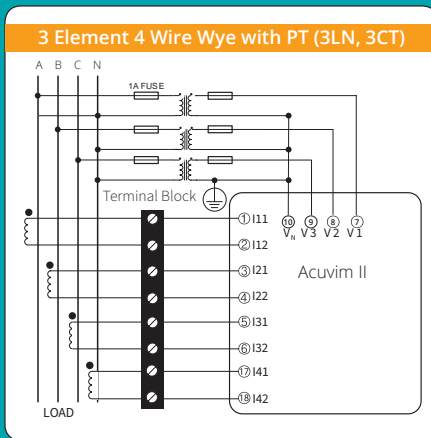 3 Element 4 Wire Wye with PT (3LN, 3CT)
A B C N
1A FUSE
Terminal Block
⑩ ⑨ ⑧ ⑦
VN V3 V2 V1
Acuvim II
① I11
② I12
③ I21
④ I22
⑤ I31
⑥ I32
⑰ I41
⑱ I42
LOAD